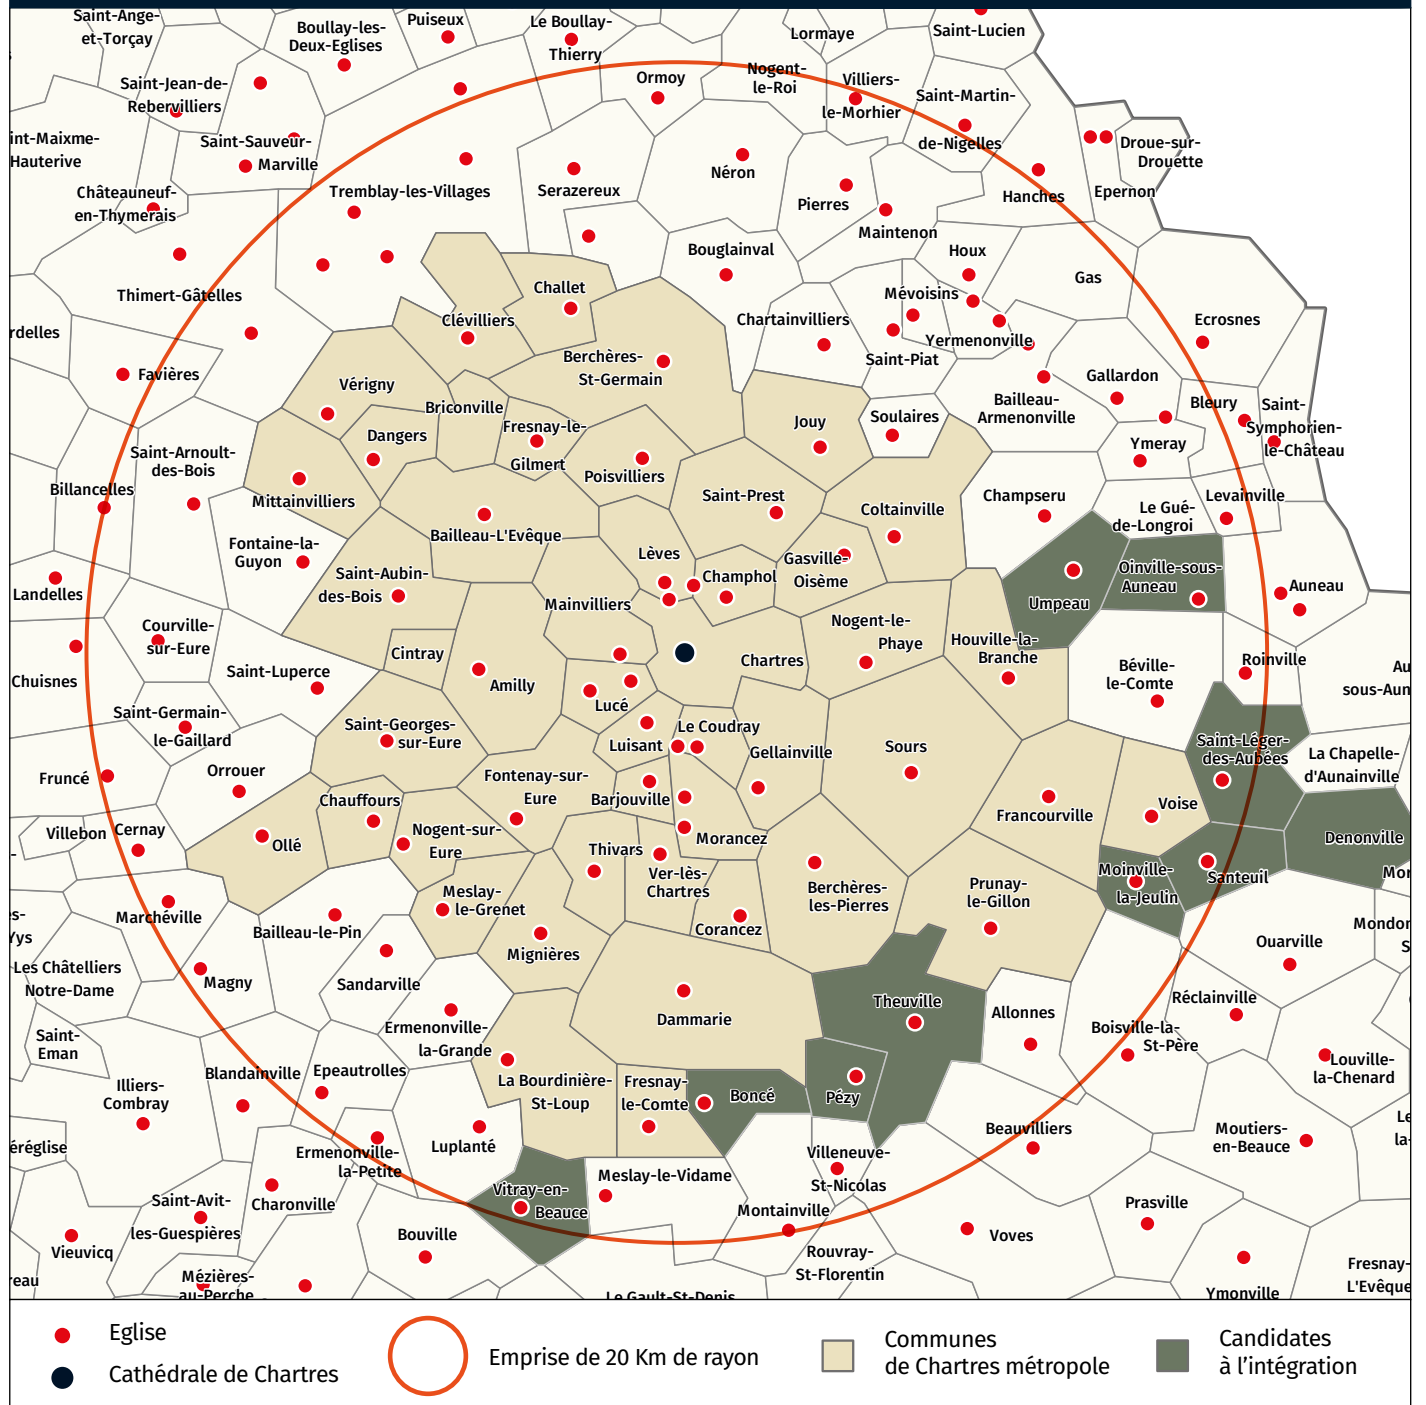 Saint-Ange-
et-Torçay
Boullay-les-
Deux-Eglises
Puiseux
Le Boullay-
Thierry
Lormaye
Saint-Lucien
Saint-Jean-de-
Rebervilliers
Ormoy
Nogent-
le-Roi
Villiers-
le-Morhier
Saint-Martin-
de-Nigelles
int-Maixme-
Hauterive
Saint-Sauveur-
Marville
Droue-sur-
Drouette
Châteauneuf-
en-Thymerais
Tremblay-les-Villages
Serazereux
Néron
Pierres
Hanches
Epernon
Maintenon
Bouglainval
Houx
Gas
Thimert-Gâtelles
Challet
Mévoisins
Clévilliers
Chartainvilliers
Yermenonville
Ecrosnes
rdelles
Saint-Piat
Favières
Vérigny
Berchères-
St-Germain
Gallardon
Bailleau-
Armenonville
Briconville
Bleury
Saint-
Symphorien-
le-Château
Dangers
Fresnay-le-
Gilmert
Jouy
Soulaires
Ymeray
Saint-Arnoult-
des-Bois
Poisvilliers
Billancelles
Mittainvilliers
Saint-Prest
Coltainville
Champseru
Levainville
Le Gué-
de-Longroi
Bailleau-L'Evêque
Fontaine-la-
Guyon
Lèves
Gasville-
Oisème
Saint-Aubin-
des-Bois
Champhol
Oinville-sous-
Auneau
Auneau
Landelles
Mainvilliers
Umpeau
Courville-
sur-Eure
Nogent-le-
Phaye
Houville-la-
Branche
Cintray
Chartres
Roinville
Béville-
le-Comte
Au
sous-Aun
Chuisnes
Saint-Luperce
Amilly
Lucé
Saint-Germain-
le-Gaillard
Saint-Georges-
sur-Eure
Luisant
Le Coudray
Gellainville
Sours
Saint-Léger-
des-Aubées
La Chapelle-
d'Aunainville
Fruncé
Orrouer
Fontenay-sur-
Eure
Chauffours
Barjouville
Francourville
Voise
Villebon
Cernay
Ollé
Nogent-sur-
Eure
Morancez
Denonville
Thivars
Ver-lès-
Chartres
Moinville-
la-Jeulin
Santeuil
Mor
Meslay-
le-Grenet
Berchères-
les-Pierres
Prunay-
le-Gillon
es-
Yys
Marchéville
Bailleau-le-Pin
Corancez
Mondor
S
Mignières
Ouarville
Les Châtelliers
Notre-Dame
Magny
Sandarville
Theuville
Réclainville
Dammarie
Allonnes
Saint-
Eman
Ermenonville-
la-Grande
Boisville-la-
St-Père
Louville-
la-Chenard
Blandainville
Epeautrolles
La Bourdinière-
St-Loup
Fresnay-
le-Comte
Boncé
Pézy
Illiers-
Combray
Le
la-
éréglise
Ermenonville-
la-Petite
Luplanté
Beauvilliers
Moutiers-
en-Beauce
Villeneuve-
St-Nicolas
Meslay-le-Vidame
Vitray-en-
Beauce
Charonville
Saint-Avit-
les-Guespières
Montainville
Prasville
Vieuvicq
Bouville
Voves
Rouvray-
St-Florentin
reau
Mézières-
au-Perche
Fresnay-
L'Evêque
Le Gault-St-Denis
Ymonville
Eglise
Cathédrale de Chartres
Emprise de 20 Km de rayon
Communes
de Chartres métropole
Candidates
à l'intégration